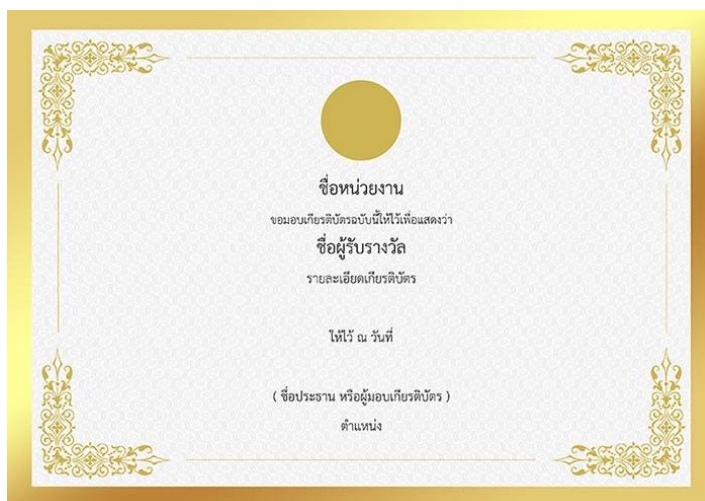 ชื่อหน่วยงาน
ขอมอบเกียรติบัตรฉบับนี้ให้ไว้เพื่อแสดงว่า
ชื่อผู้รับรางวัล
รายละเอียดเกียรติบัตร
ให้ไว้ ณ วันที่
( ชื่อประธาน หรือผู้มอบเกียรติบัตร )
ตำแหน่ง